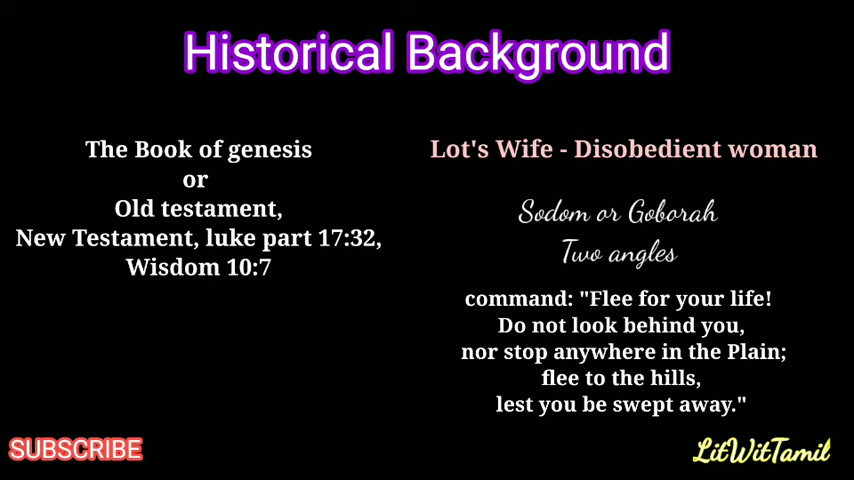 Historical Background
The Book of genesis
or
Old testament,
New Testament, luke part 17:32,
Wisdom 10:7
Lot's Wife - Disobedient woman
Sodom or Goborah
Two angles
command: "Flee for your life!
Do not look behind you,
nor stop anywhere in the Plain;
flee to the hills,
lest you be swept away."
SUBSCRIBE
LitWitTamil